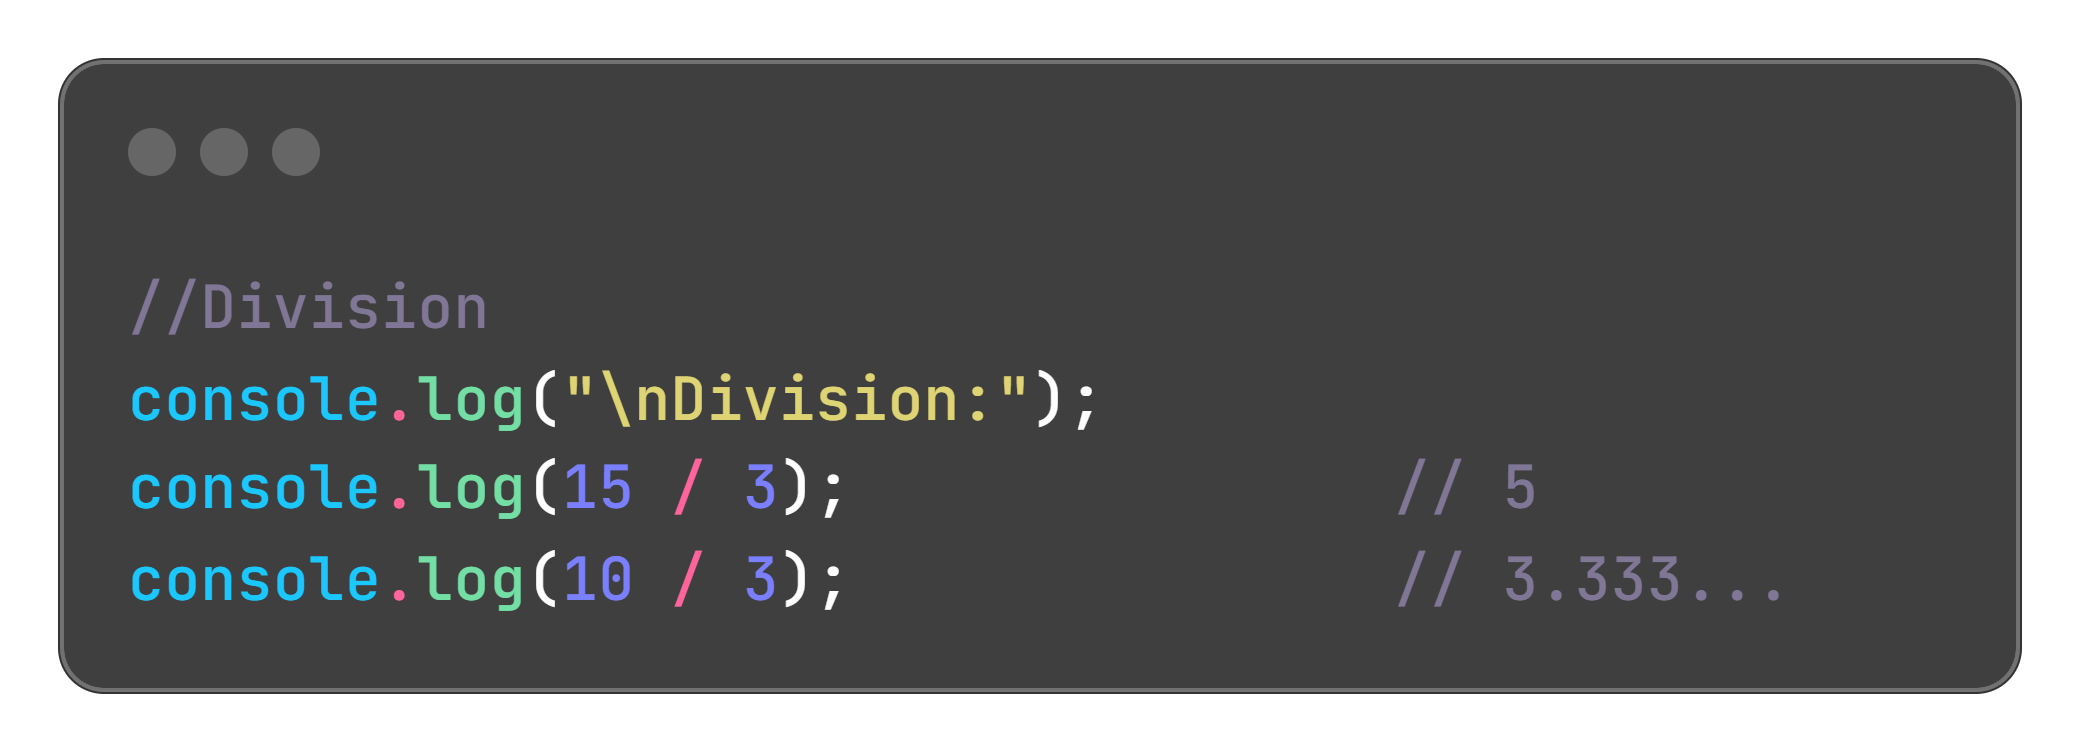 //Division
console.log("\nDivision:");
console.log(15 / 3);                // 5
console.log(10 / 3);                // 3.333...